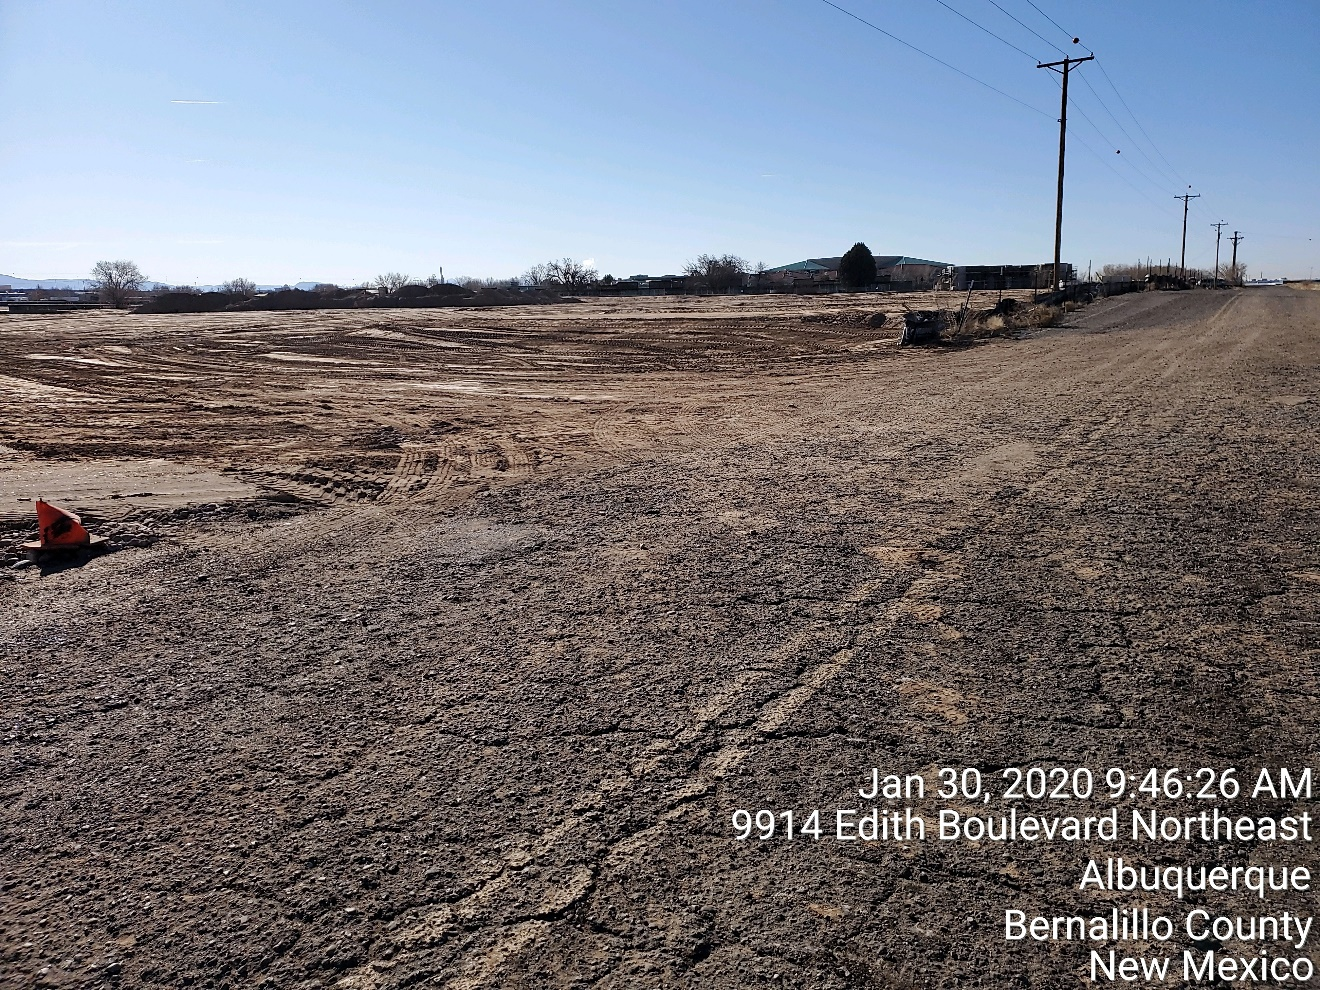 Jan 30, 2020 9:46:26 AM
9914 Edith Boulevard Northeast
Albuquerque
Bernalillo County
New Mexico